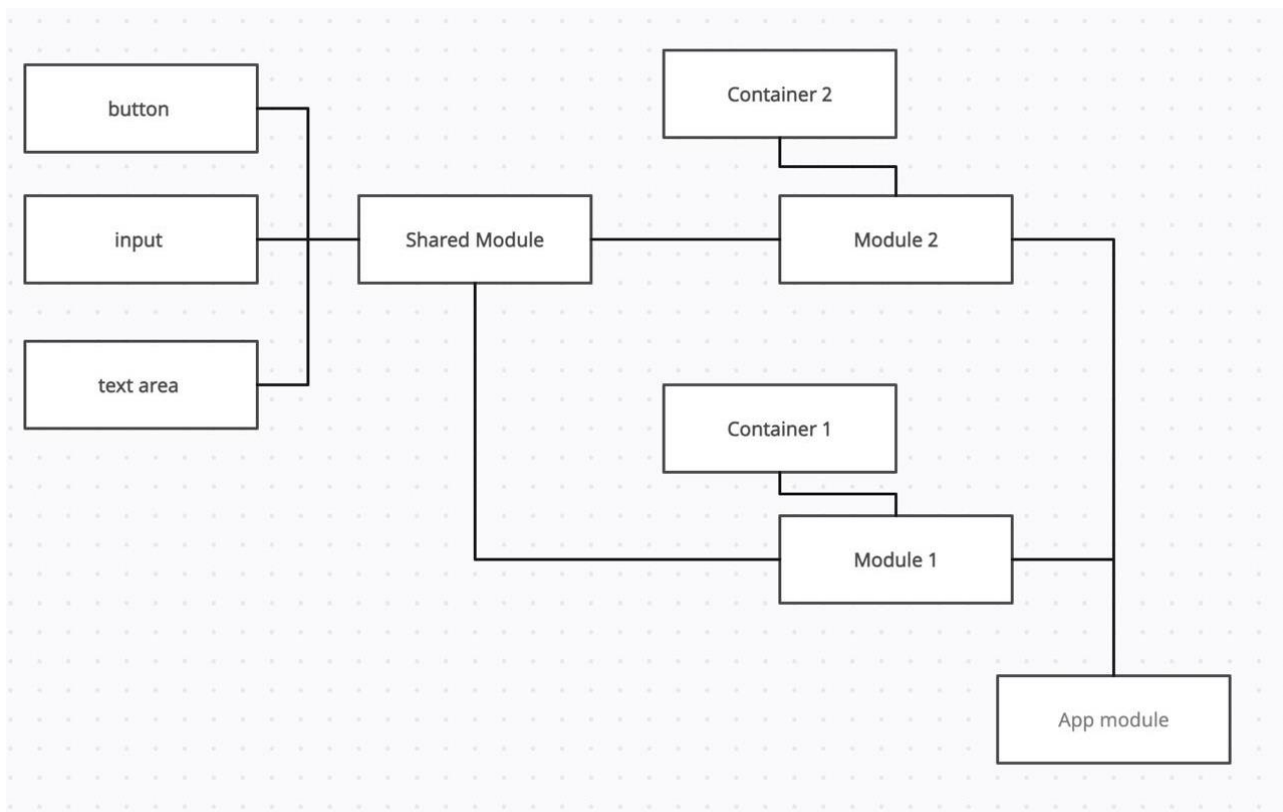 button
Container 2
input
Shared Module
Module 2
text area
Container 1
Module 1
App module